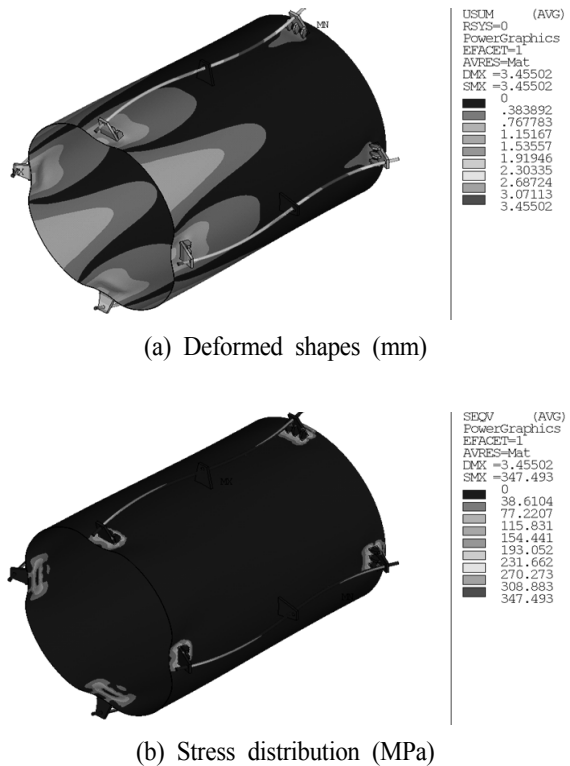 USUM (AVG)
RSYS=0
PowerGraphics
EFACET=1
AVRES=Mat
DMX =3.45502
SMX =3.45502
0
.383892
.767783
1.15167
1.53557
1.91946
2.30335
2.68724
3.07113
3.45502
MN
(a) Deformed shapes (mm)
SEQV (AVG)
PowerGraphics
EFACET=1
AVRES=Mat
DMX =3.45502
SMX =347.493
0
38.6104
77.2207
115.831
154.441
193.052
231.662
270.273
308.883
347.493
(b) Stress distribution (MPa)